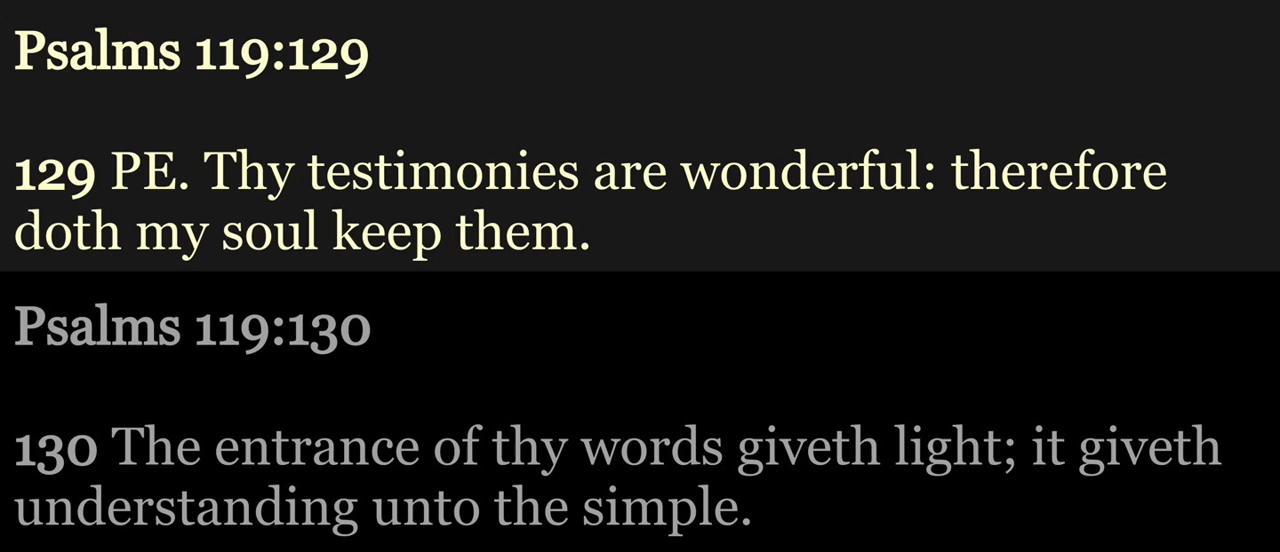 Psalms 119:129
129 PE. Thy testimonies are wonderful: therefore
doth my soul keep them.
Psalms 119:130
130 The entrance of thy words giveth light; it giveth
understanding unto the simple.